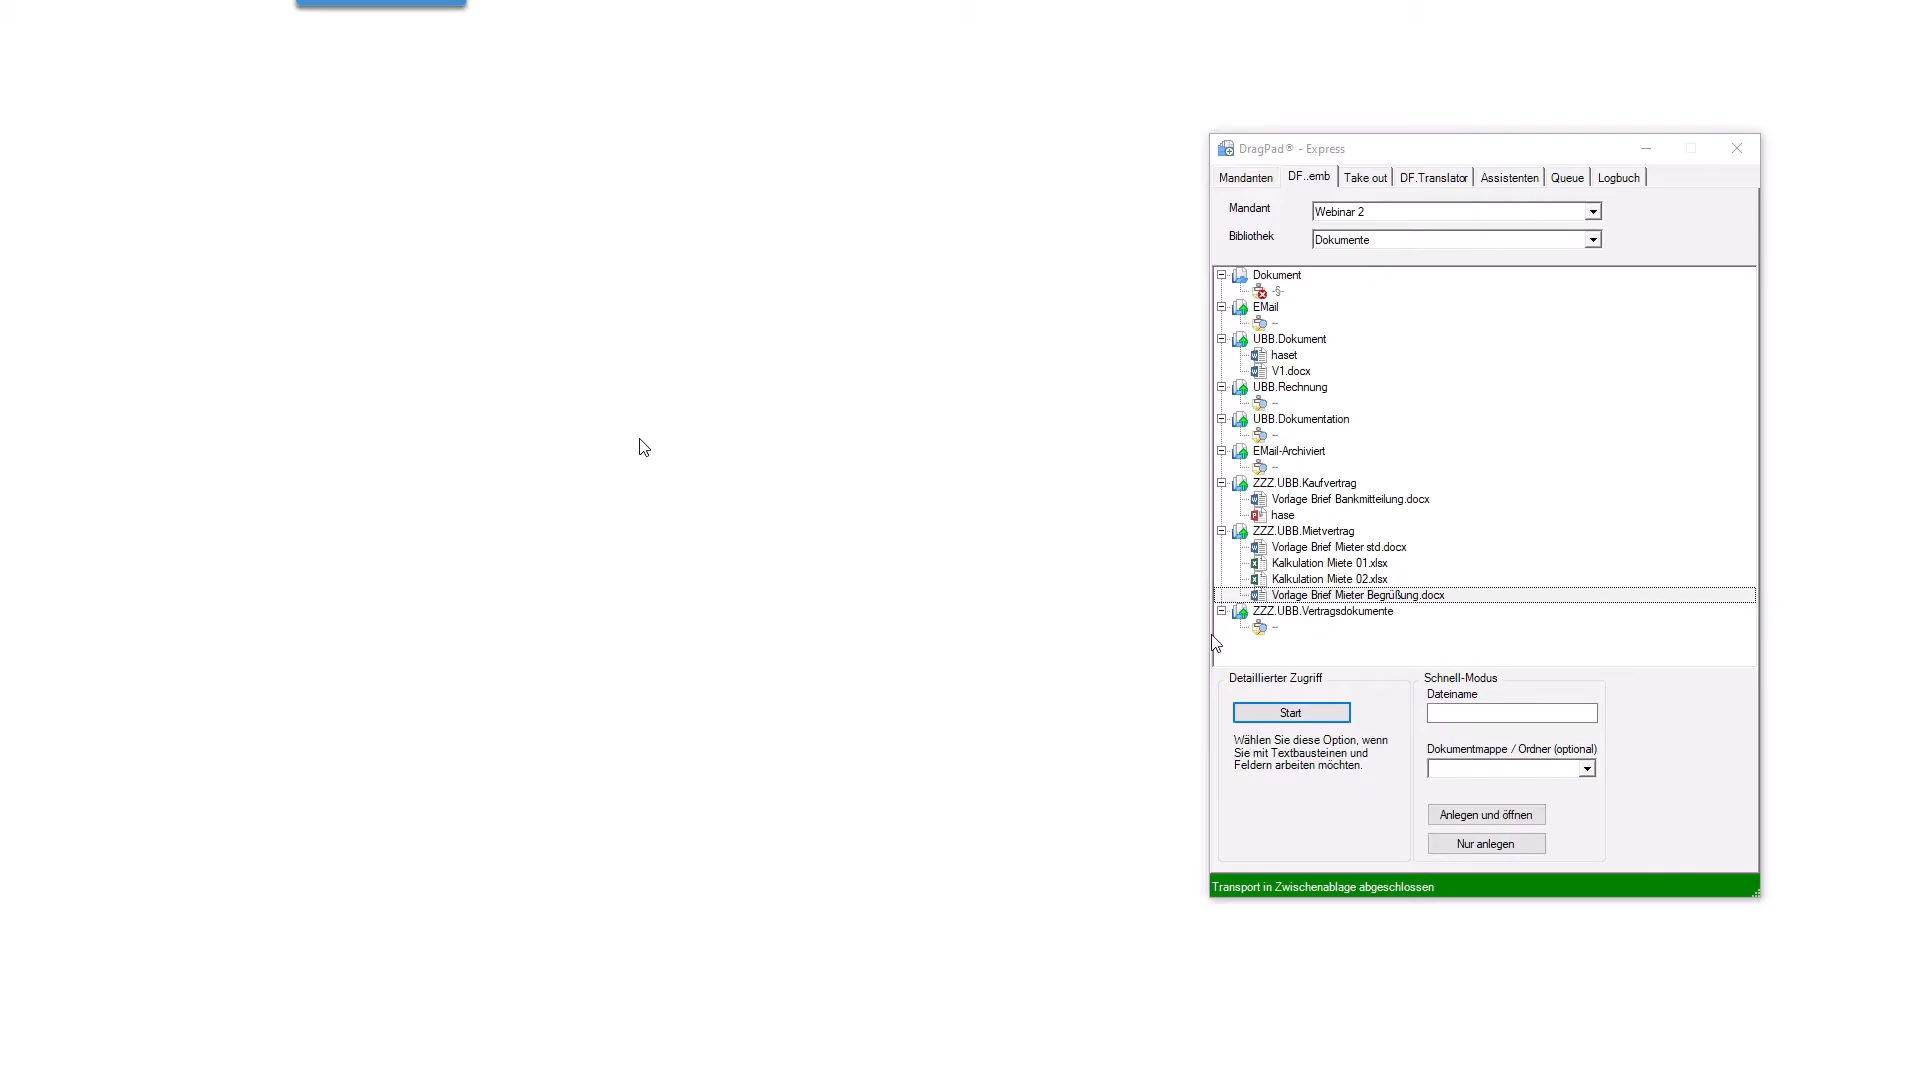 DragPad® - Express
Mandanten DF..emb Take out DF.Translator Assistenten Queue Logbuch
Mandant Webinar 2
Bibliothek Dokumente
Dokument
-§-
EMail
--
UBB.Dokument
haset
V1.docx
UBB.Rechnung
--
UBB.Dokumentation
--
EMail-Archiviert
--
ZZZ.UBB.Kaufvertrag
Vorlage Brief Bankmitteilung.docx
hase
ZZZ.UBB.Mietvertrag
Vorlage Brief Mieter std.docx
Kalkulation Miete 01.xlsx
Kalkulation Miete 02.xlsx
Vorlage Brief Mieter Begrüßung.docx
ZZZ.UBB.Vertragsdokumente
--
Detaillierter Zugriff
Start
Wählen Sie diese Option, wenn
Sie mit Textbausteinen und
Feldern arbeiten möchten.
Schnell-Modus
Dateiname
Dokumentmappe / Ordner (optional)
Anlegen und öffnen
Nur anlegen
Transport in Zwischenablage abgeschlossen